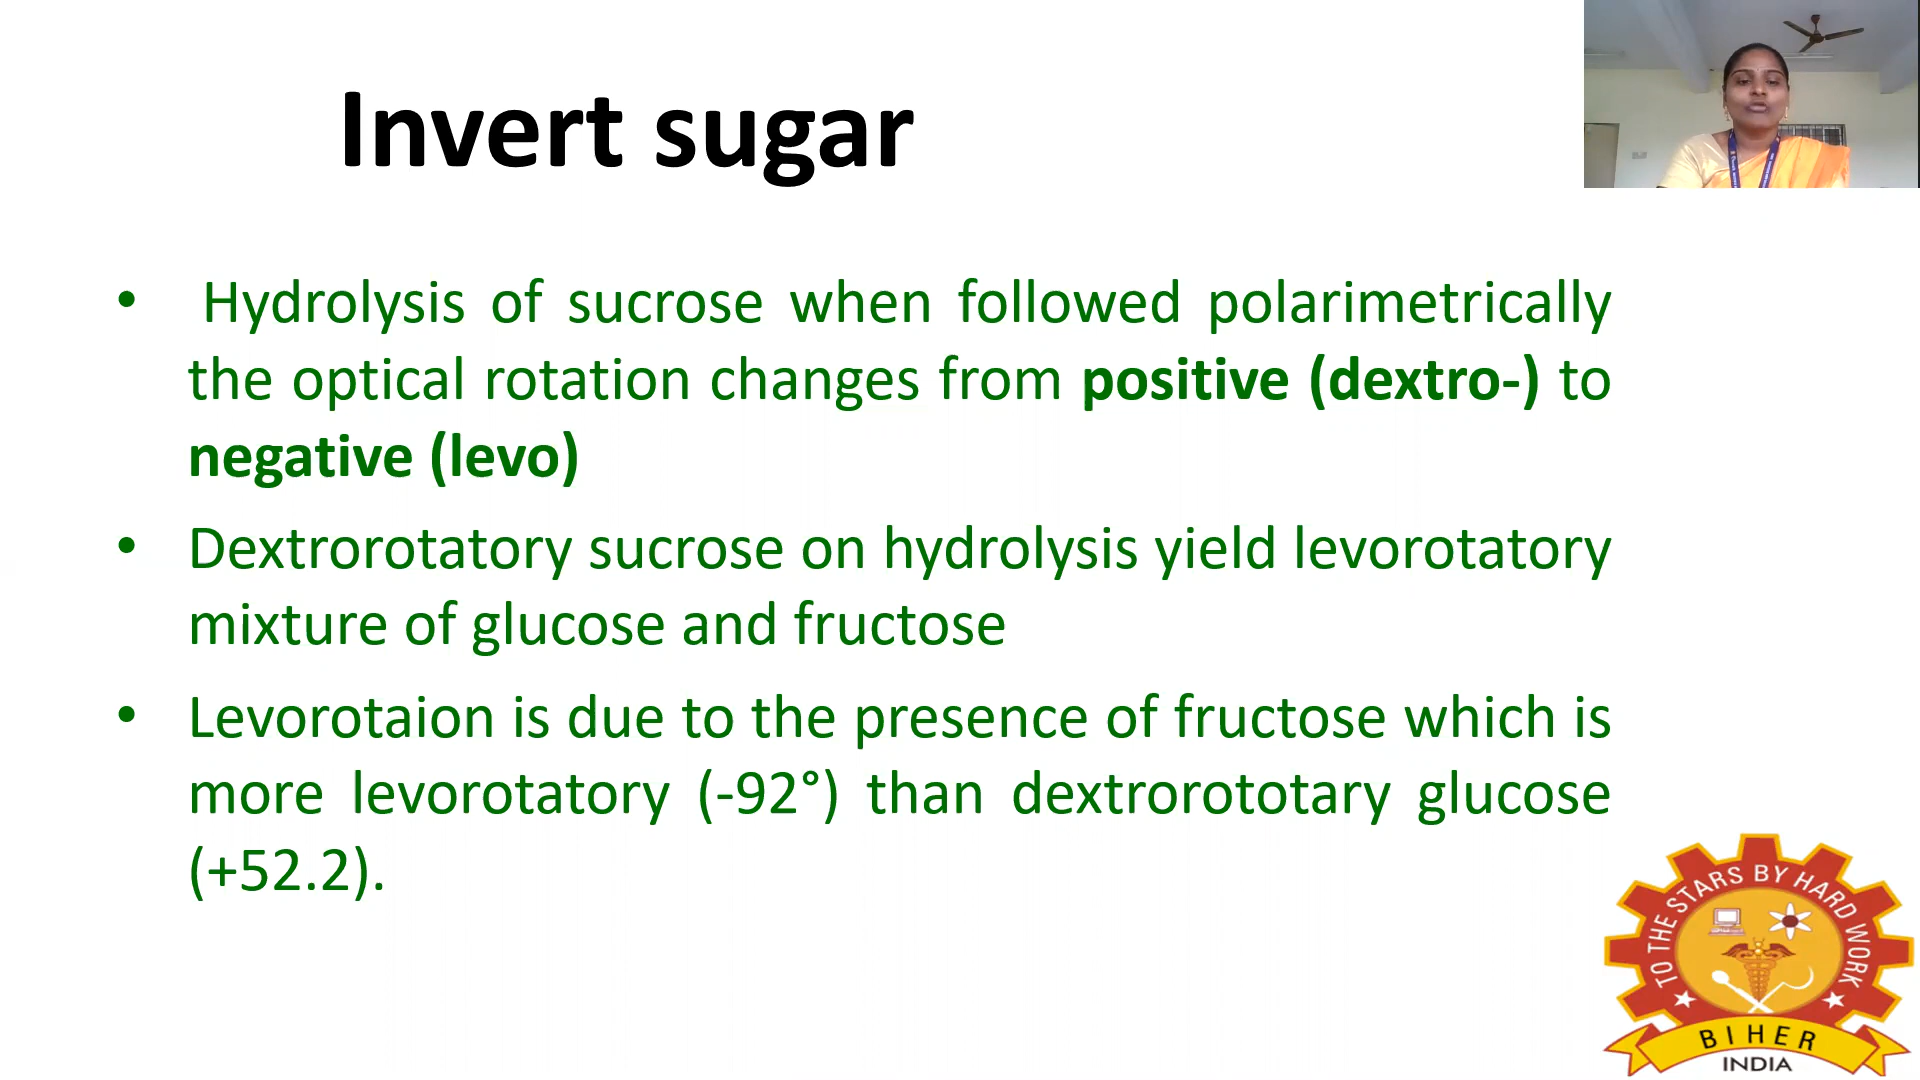 Invert sugar
• Hydrolysis of sucrose when followed polarimetrically
the optical rotation changes from positive (dextro-) to
negative (levo)
• Dextrorotatory sucrose on hydrolysis yield levorotatory
mixture of glucose and fructose
• Levorotaion is due to the presence of fructose which is
more levorotatory (-92°) than dextrorototary glucose
(+52.2).
TO THE STARS BY HARD WORK
BIHER
INDIA